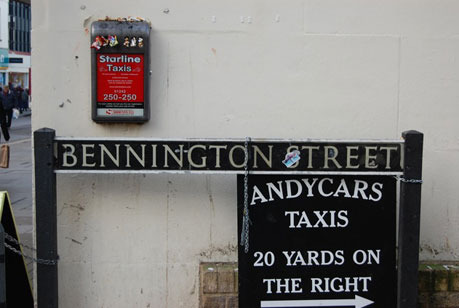 Starline
Taxis
250-250
BENNINGTON STREET
ANDYCARS
TAXIS
20 YARDS ON
THE RIGHT